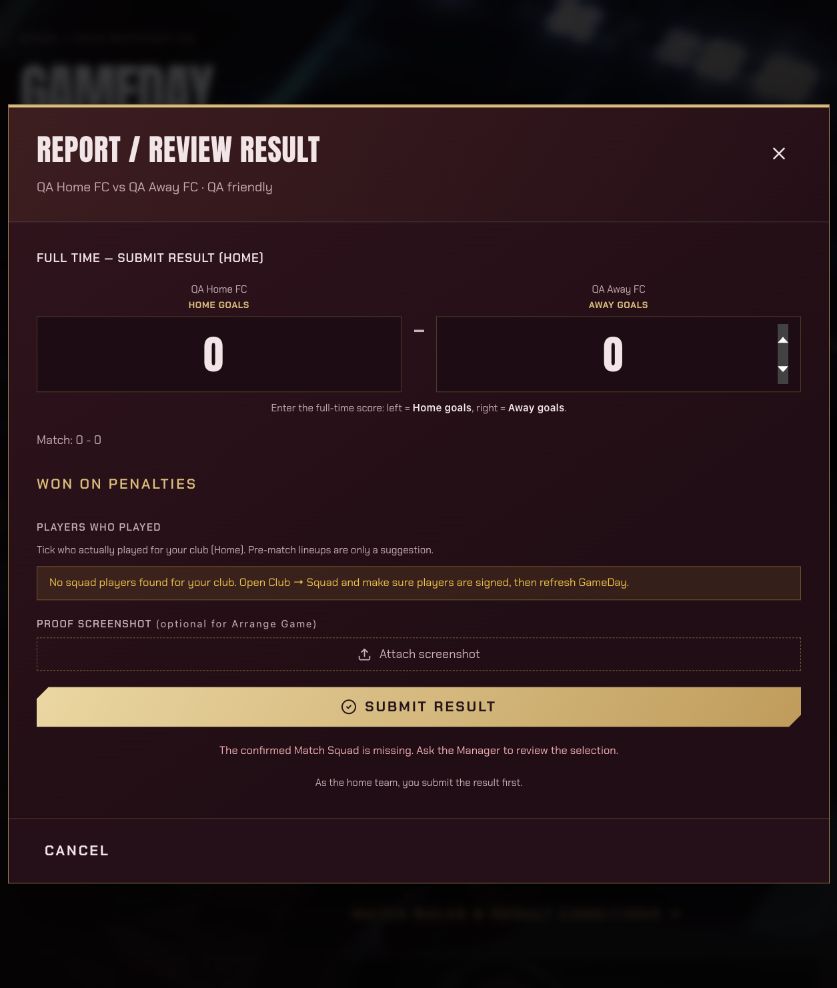 GAMEDAY
REPORT / REVIEW RESULT
QA Home FC vs QA Away FC · QA friendly
FULL TIME — SUBMIT RESULT (HOME)
QA Home FC
HOME GOALS
0
–
QA Away FC
AWAY GOALS
0
Enter the full-time score: left = Home goals, right = Away goals.
Match: 0 - 0
WON ON PENALTIES
PLAYERS WHO PLAYED
Tick who actually played for your club (Home). Pre-match lineups are only a suggestion.
No squad players found for your club. Open Club → Squad and make sure players are signed, then refresh GameDay.
PROOF SCREENSHOT (optional for Arrange Game)
Attach screenshot
SUBMIT RESULT
The confirmed Match Squad is missing. Ask the Manager to review the selection.
As the home team, you submit the result first.
CANCEL